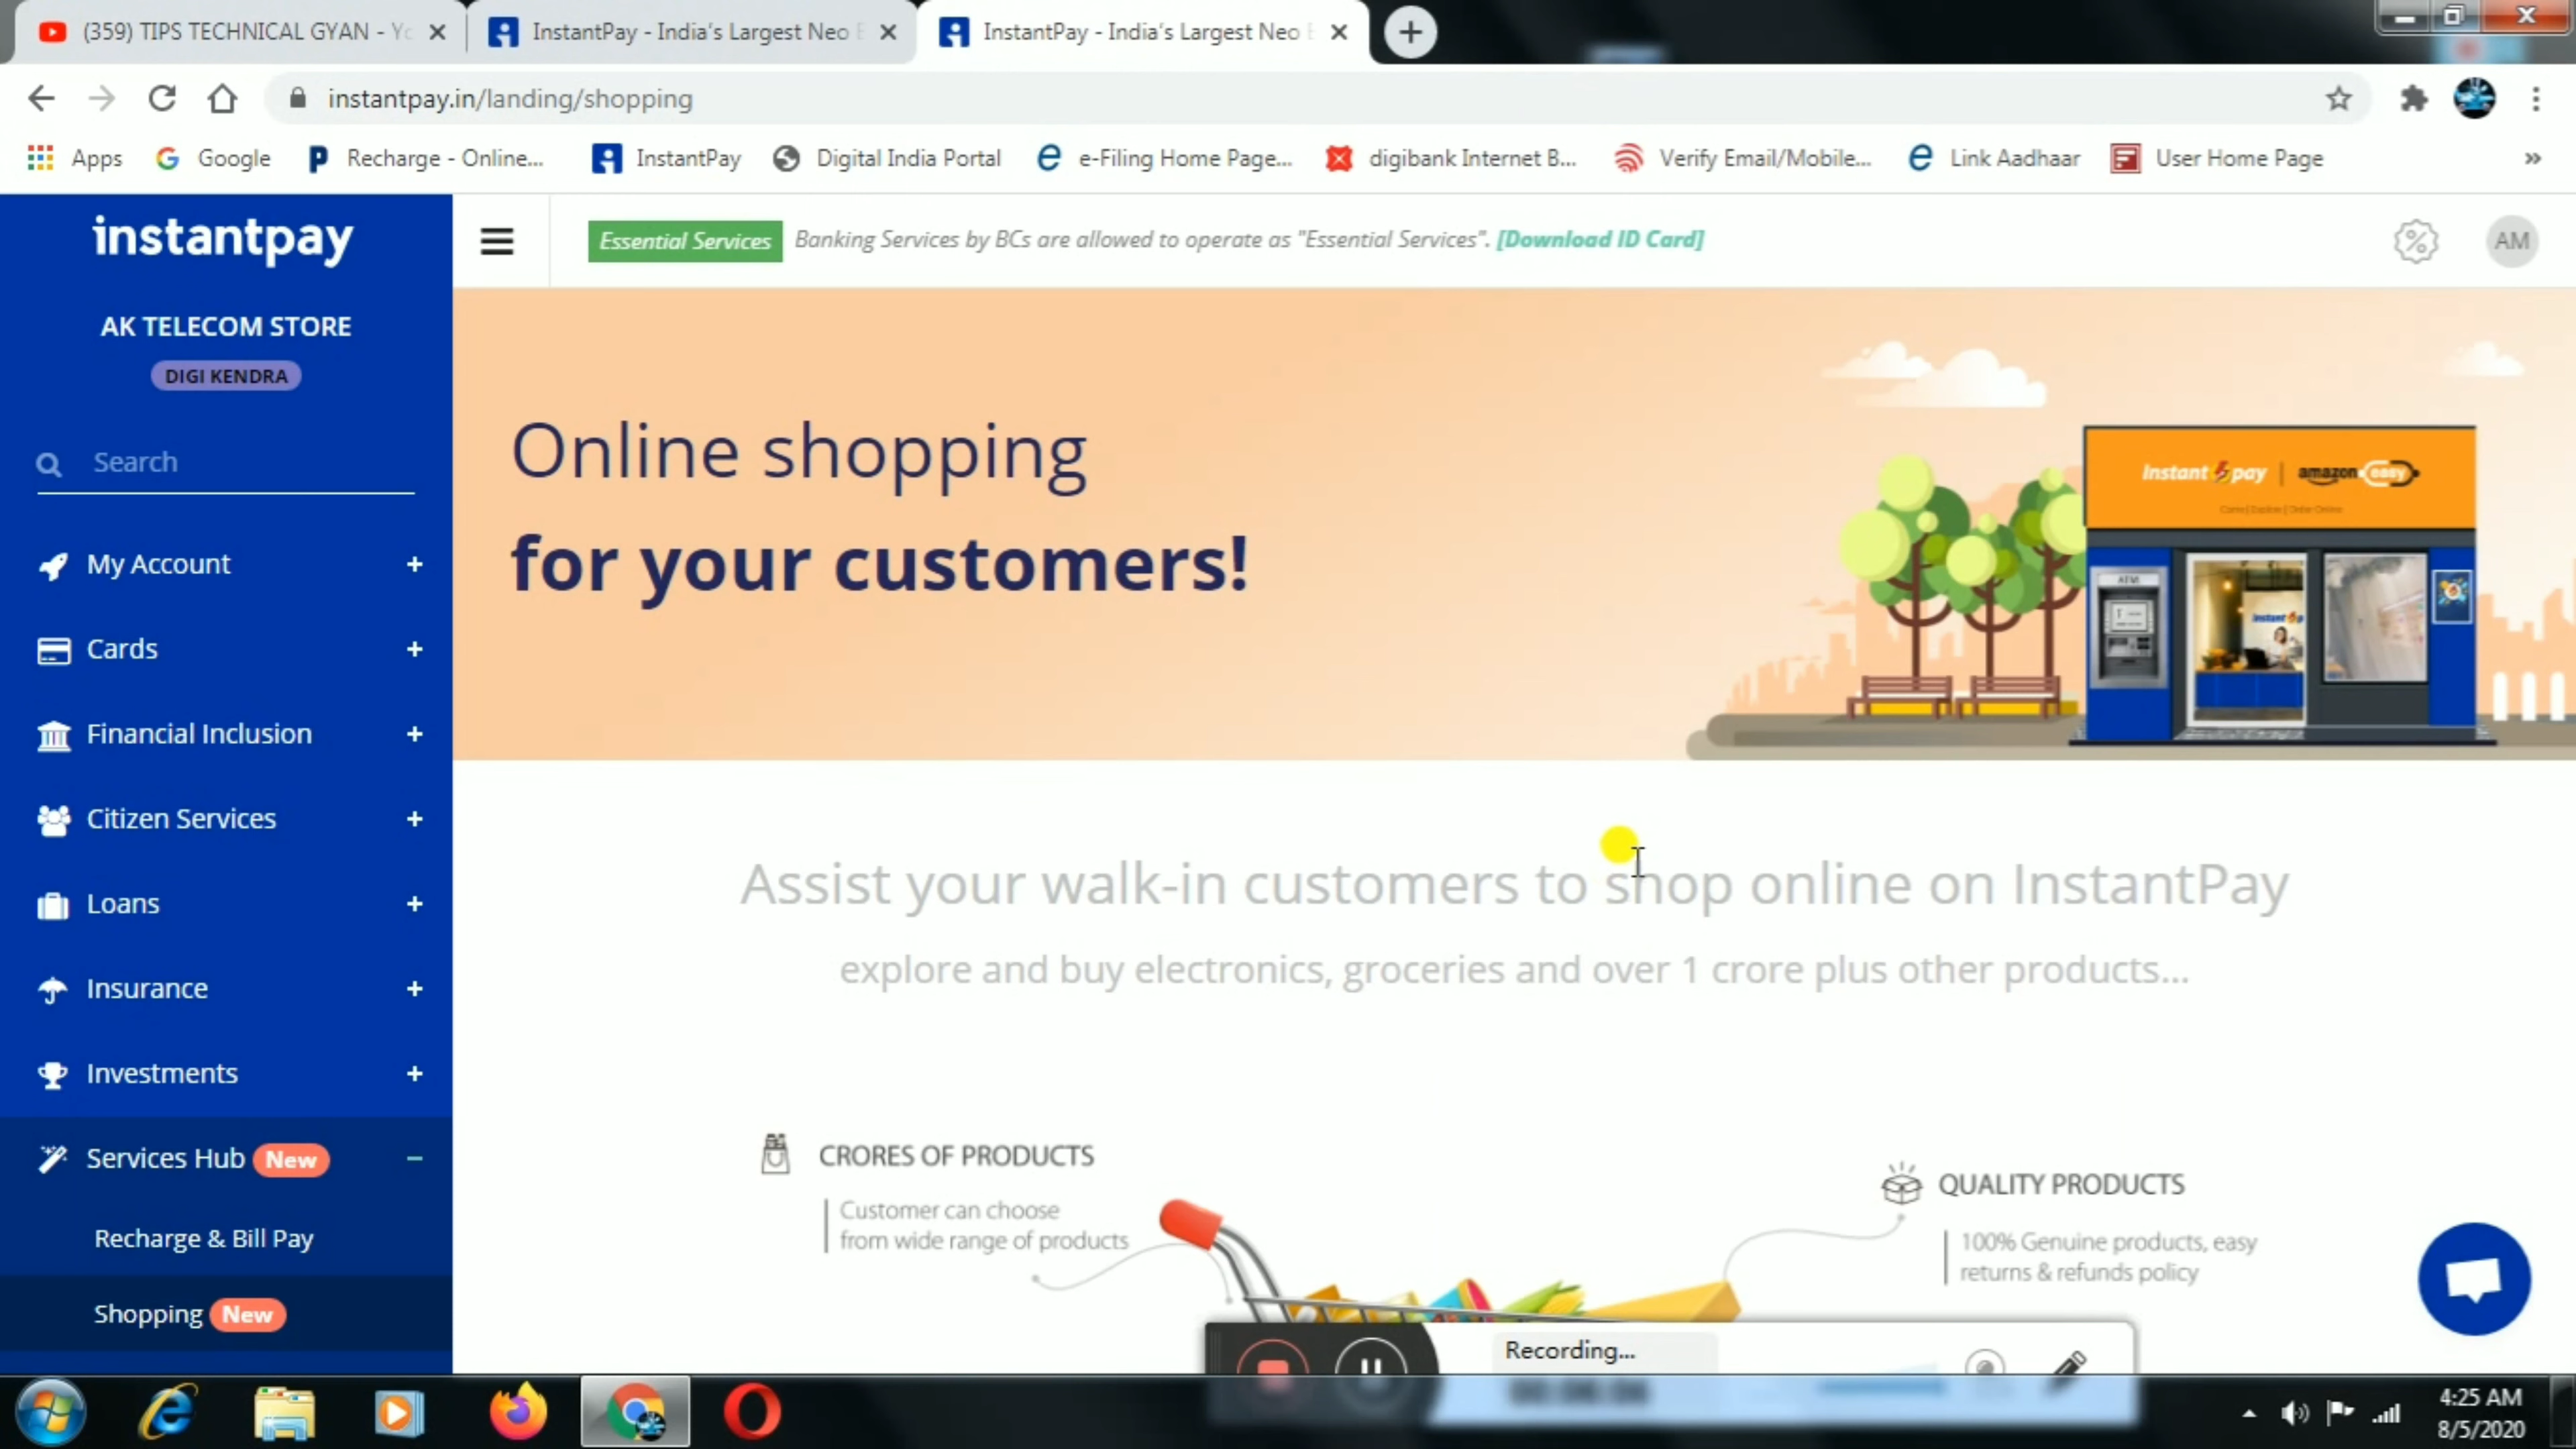 (359) TIPS TECHNICAL GYAN - Yo
InstantPay - India's Largest Neo B
InstantPay - India's Largest Neo B
instantpay.in/landing/shopping
Apps
Google
Recharge - Online...
InstantPay
Digital India Portal
e-Filing Home Page...
digibank Internet B...
Verify Email/Mobile...
Link Aadhaar
User Home Page
»
instantpay
AK TELECOM STORE
DIGI KENDRA
Search
My Account +
Cards +
Financial Inclusion +
Citizen Services +
Loans +
Insurance +
Investments +
Services Hub New −
Recharge & Bill Pay
Shopping New
Essential Services Banking Services by BCs are allowed to operate as "Essential Services". [Download ID Card]
AM
Online shopping
for your customers!
Instant pay | amazon easy
ATM
Assist your walk-in customers to shop online on InstantPay
explore and buy electronics, groceries and over 1 crore plus other products...
CRORES OF PRODUCTS
Customer can choose
from wide range of products
QUALITY PRODUCTS
100% Genuine products, easy
returns & refunds policy
Recording...
4:25 AM
8/5/2020